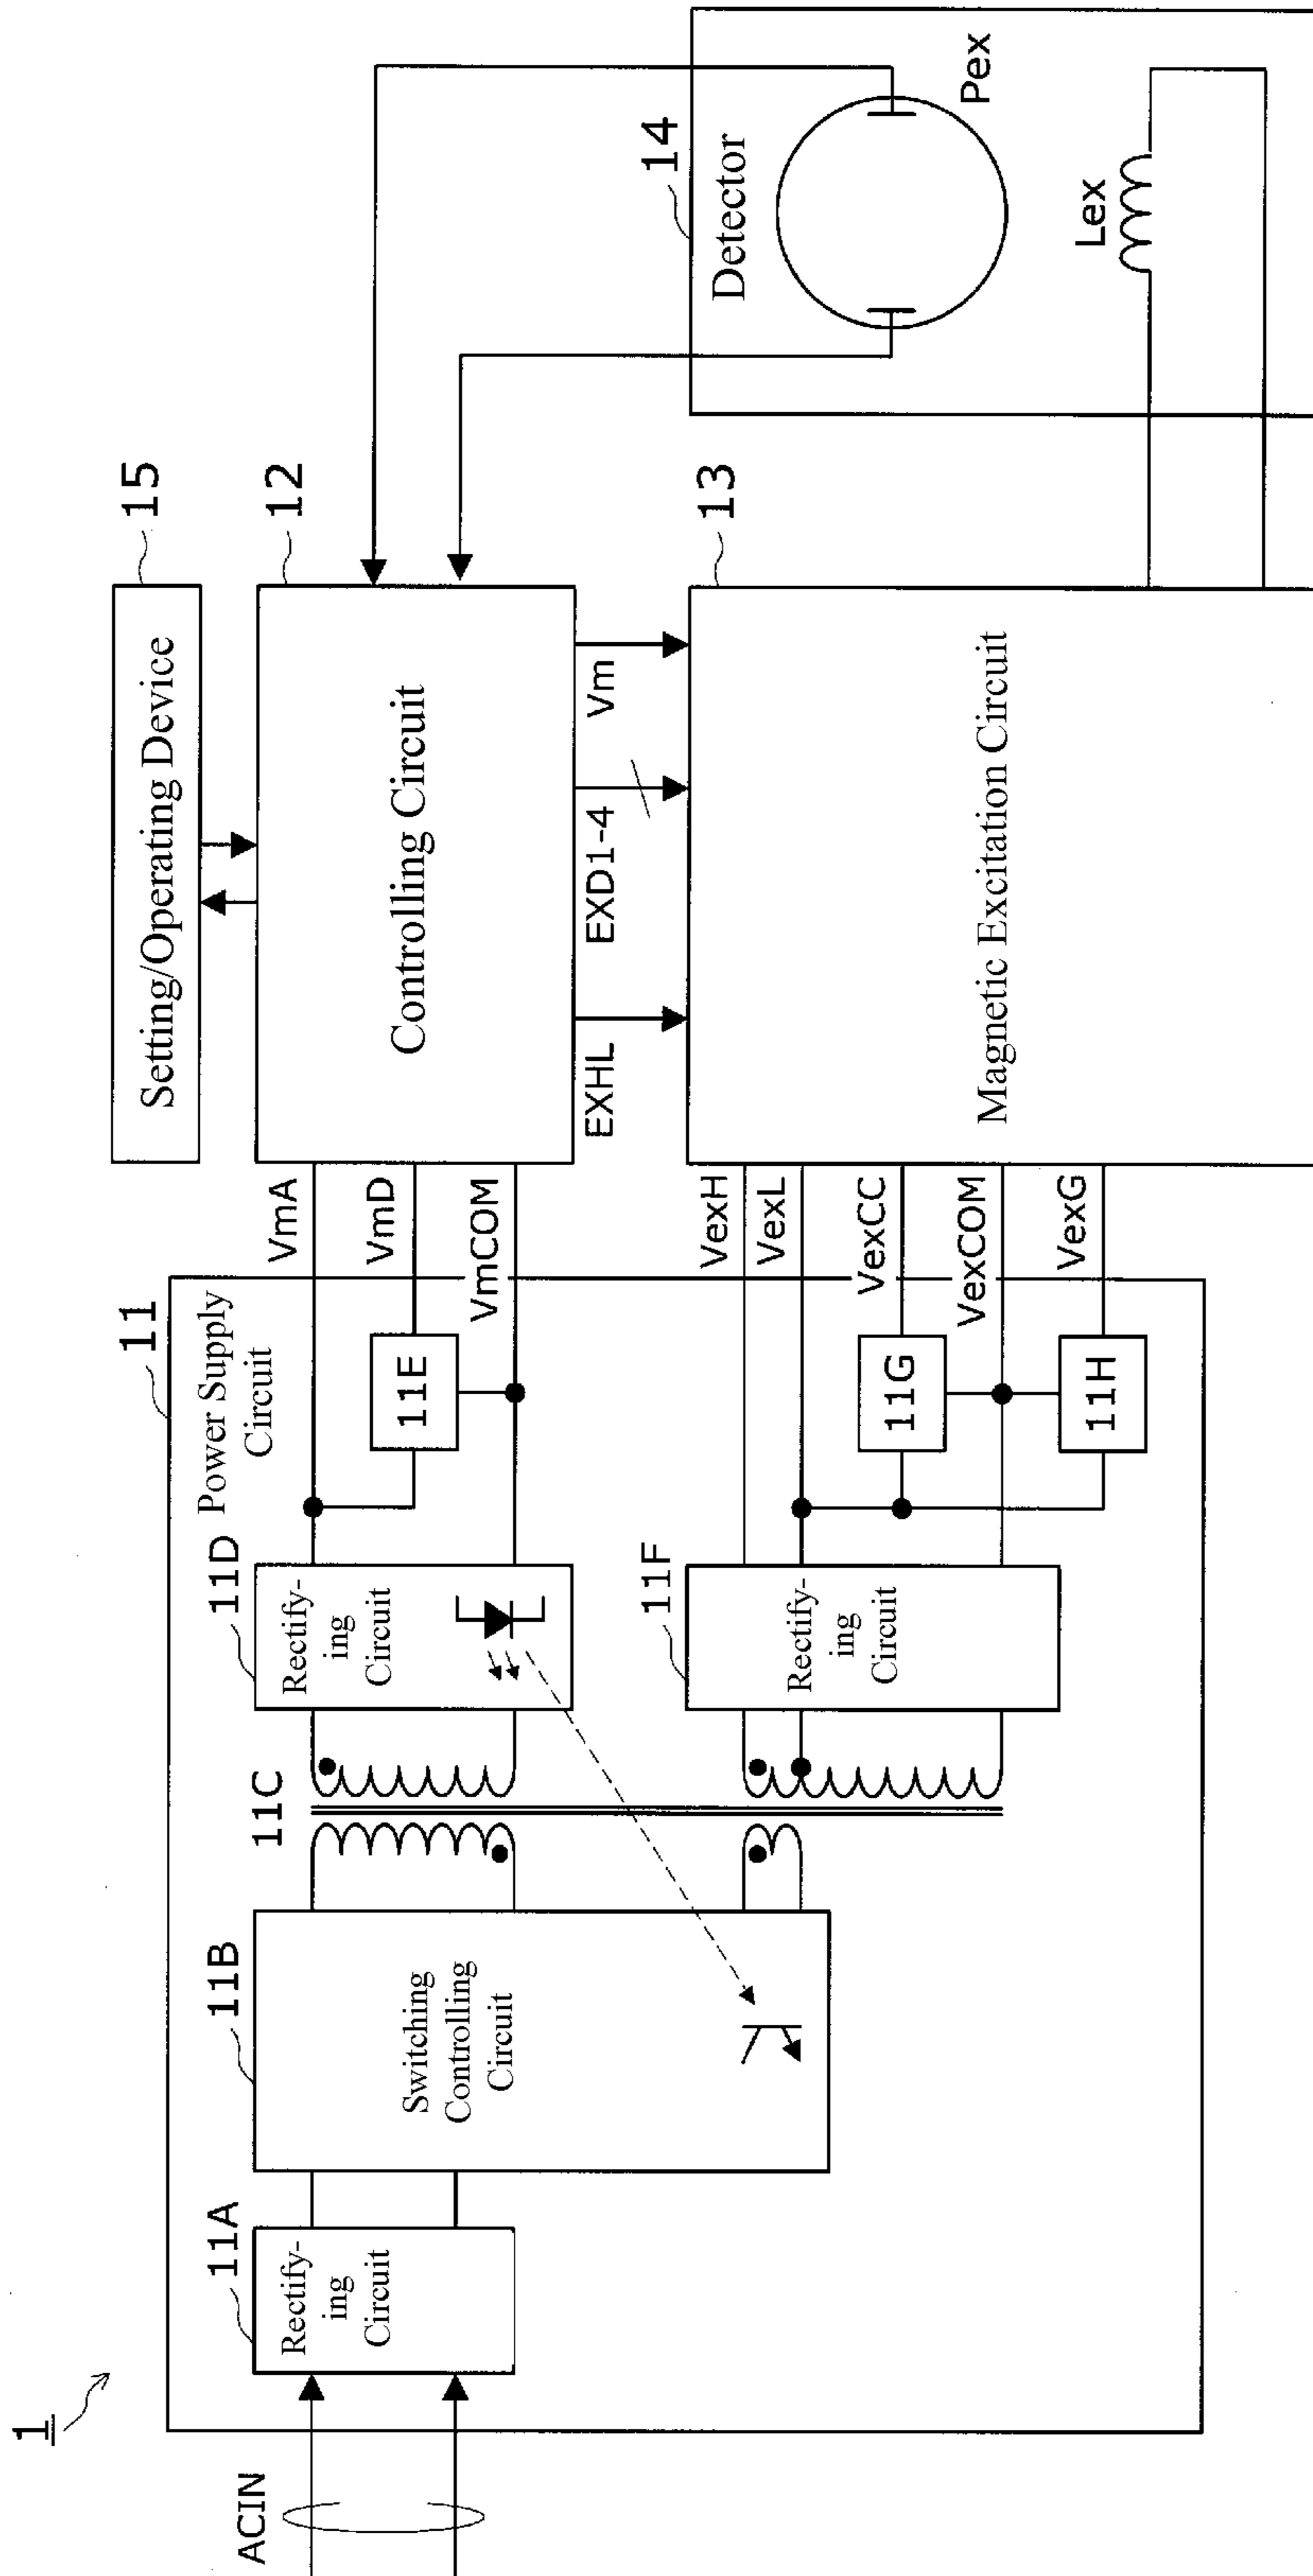 1
ACIN
11
Power Supply
Circuit
11A
Rectify-
ing
Circuit
11B
Switching
Controlling
Circuit
11C
11D
Rectify-
ing
Circuit
11E
11F
Rectify-
ing
Circuit
11G
11H
VmA
VmD
VmCOM
VexH
VexL
VexCC
VexCOM
VexG
15
Setting/Operating Device
12
Controlling Circuit
EXHL
EXD1-4
Vm
13
Magnetic Excitation Circuit
14
Detector
Pex
Lex